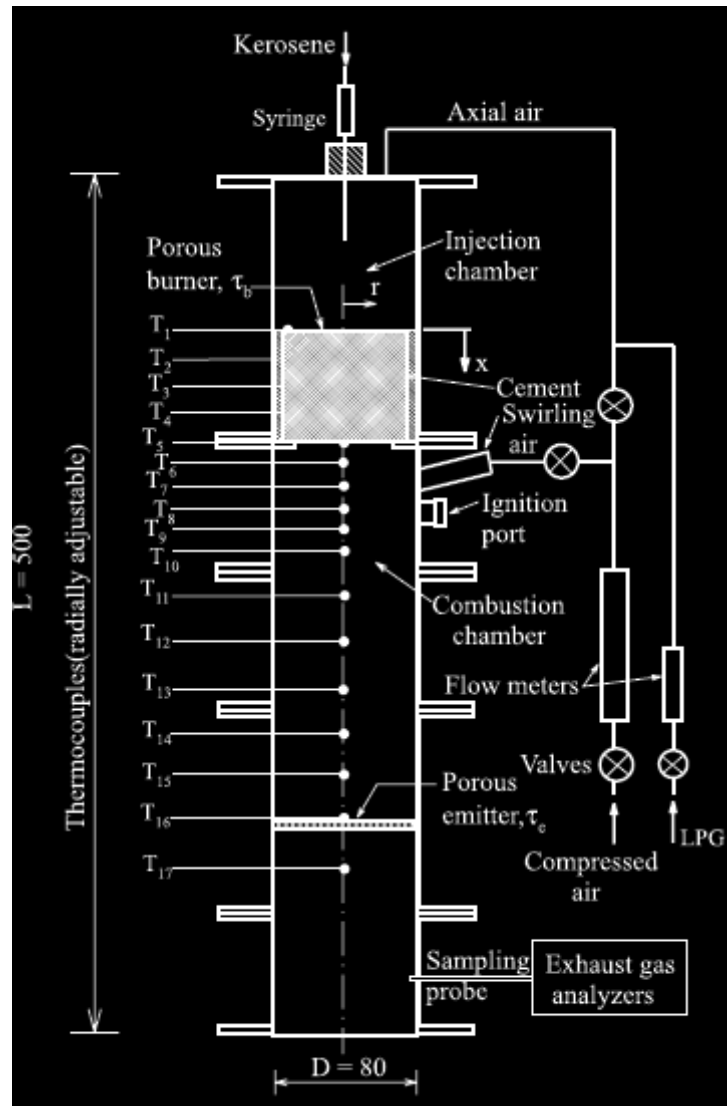 Kerosene
Syringe
Axial air
Porous
burner, τb
r
Injection
chamber
x
T1
T2
T3
T4
T5
T6
T7
T8
T9
T10
T11
T12
T13
T14
T15
T16
T17
Cement
Swirling
air
Ignition
port
Combustion
chamber
Flow meters
Valves
Porous
emitter,τe
Compressed
air
LPG
L = 500
Thermocouples(radially adjustable)
Sampling
probe
Exhaust gas
analyzers
D = 80